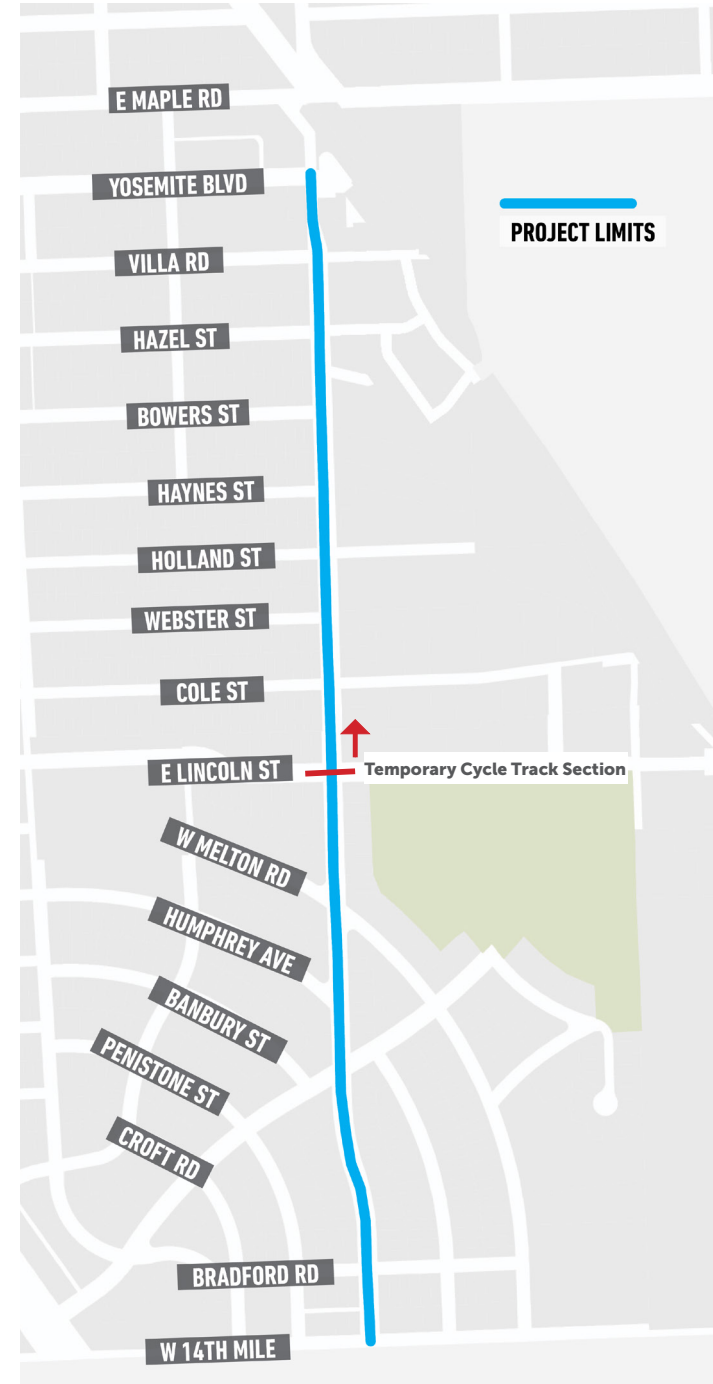 E MAPLE RD
YOSEMITE BLVD
PROJECT LIMITS
VILLA RD
HAZEL ST
BOWERS ST
HAYNES ST
HOLLAND ST
WEBSTER ST
COLE ST
E LINCOLN ST
Temporary Cycle Track Section
W MELTON RD
HUMPHREY AVE
BANBURY ST
PENISTONE ST
CROFT RD
BRADFORD RD
W 14TH MILE